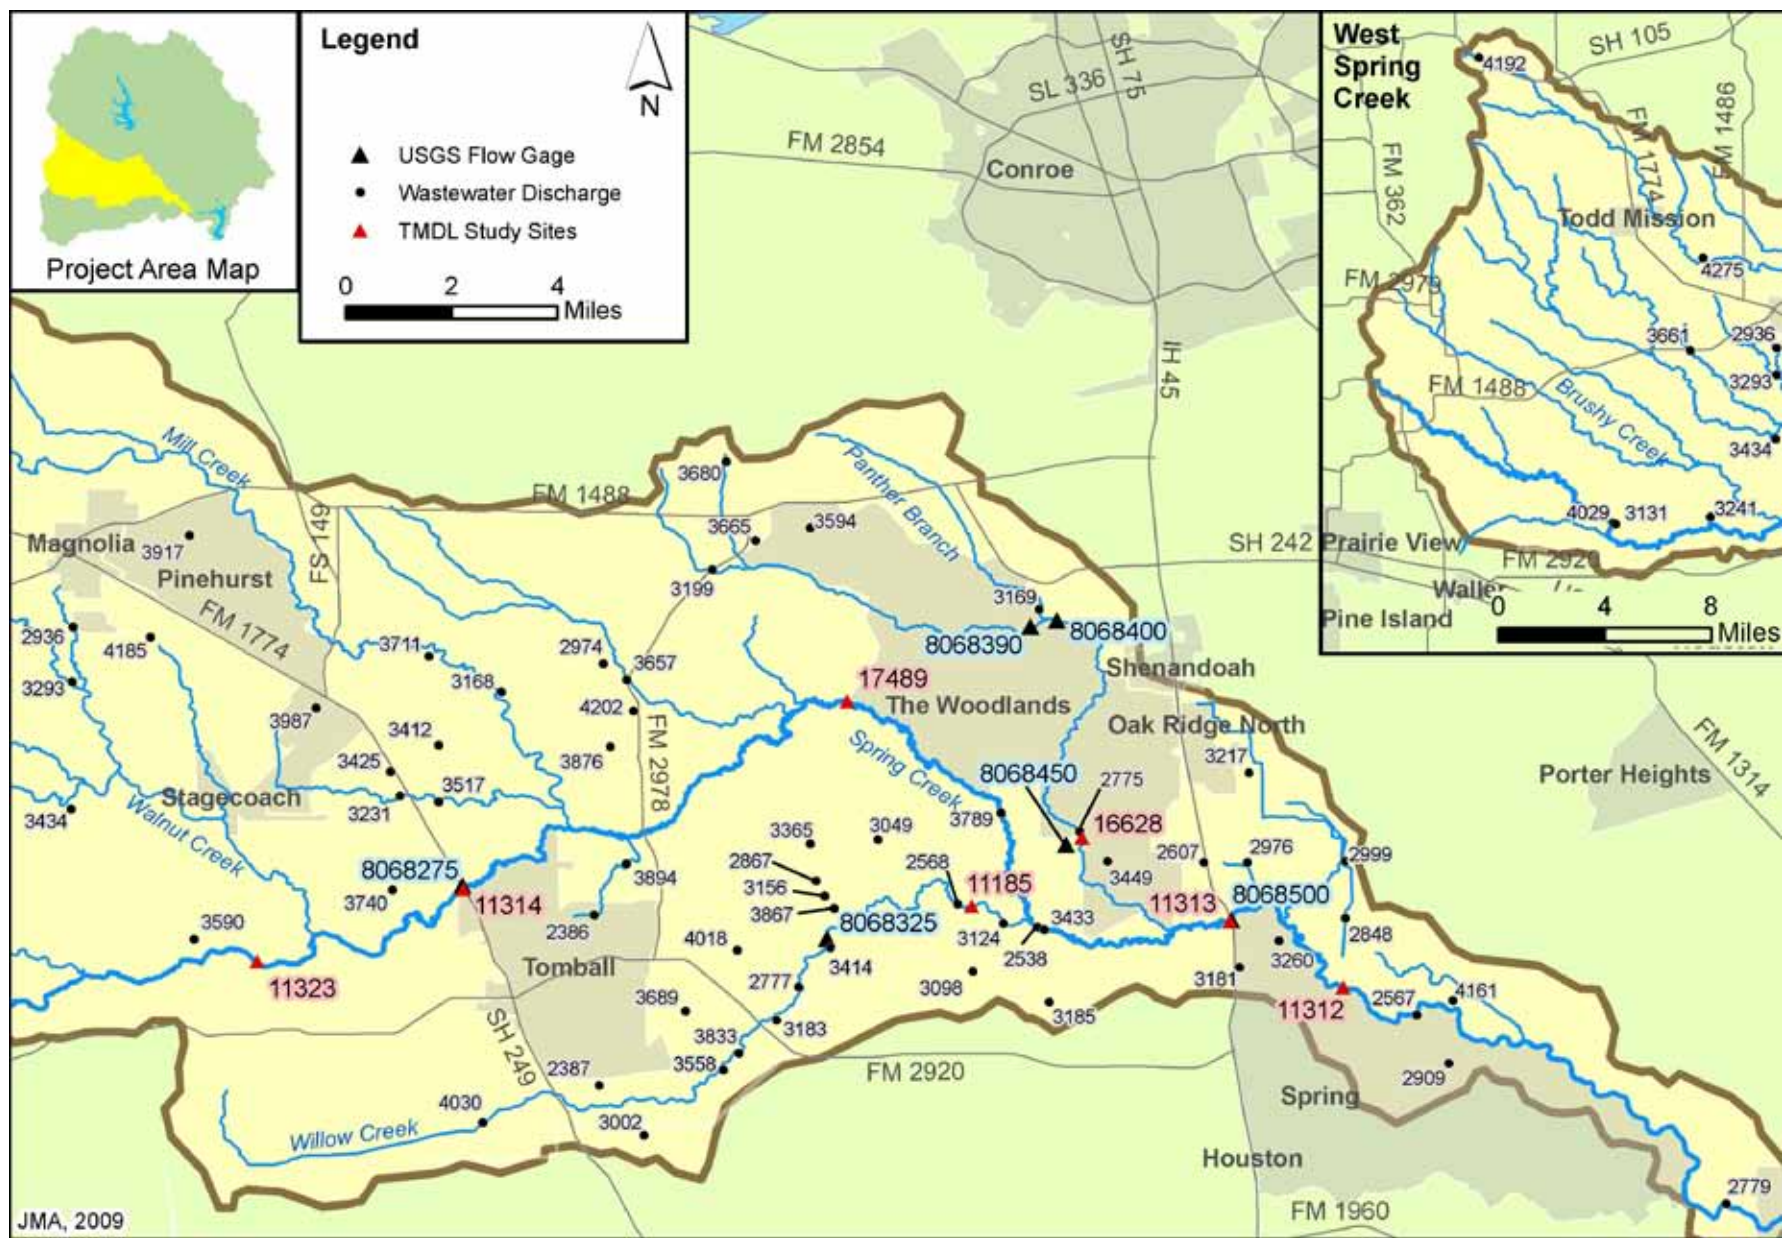 Project Area Map
Legend
N
USGS Flow Gage
Wastewater Discharge
TMDL Study Sites
0 2 4
Miles
SH 75
SL 336
FM 2854
Conroe
IH 45
West
Spring
Creek
SH 105
4192
FM 1774
FM 1486
FM 362
Todd Mission
4275
FM 2979
3661
2936
3293
FM 1488
Brushy Creek
3434
4029
3131
3241
Prairie View
FM 2920
Waller
Pine Island
0 4 8
Miles
Mill Creek
3680
FM 1488
Panther Branch
3665
3594
SH 242
Magnolia
3917
FS 149
Pinehurst
3199
3169
8068390
8068400
FM 1774
2936
4185
3711
2974
3657
Shenandoah
17489
3293
3168
The Woodlands
3987
4202
Oak Ridge North
FM 2978
3412
3876
Spring Creek
3217
FM 1314
3425
8068450
2775
Porter Heights
3517
Stagecoach
3231
3434
3789
16628
Walnut Creek
3365
3049
2867
2568
2607
2976
2999
8068275
3894
3156
11185
3449
3740
11314
3867
11313
8068500
3590
2386
8068325
3433
4018
3124
2848
Tomball
3414
2538
3260
11323
2777
3098
3181
3689
3185
11312
2567
4161
SH 249
3833
3183
3558
2387
FM 2920
2909
4030
Spring
Willow Creek
3002
Houston
2779
JMA, 2009
FM 1960